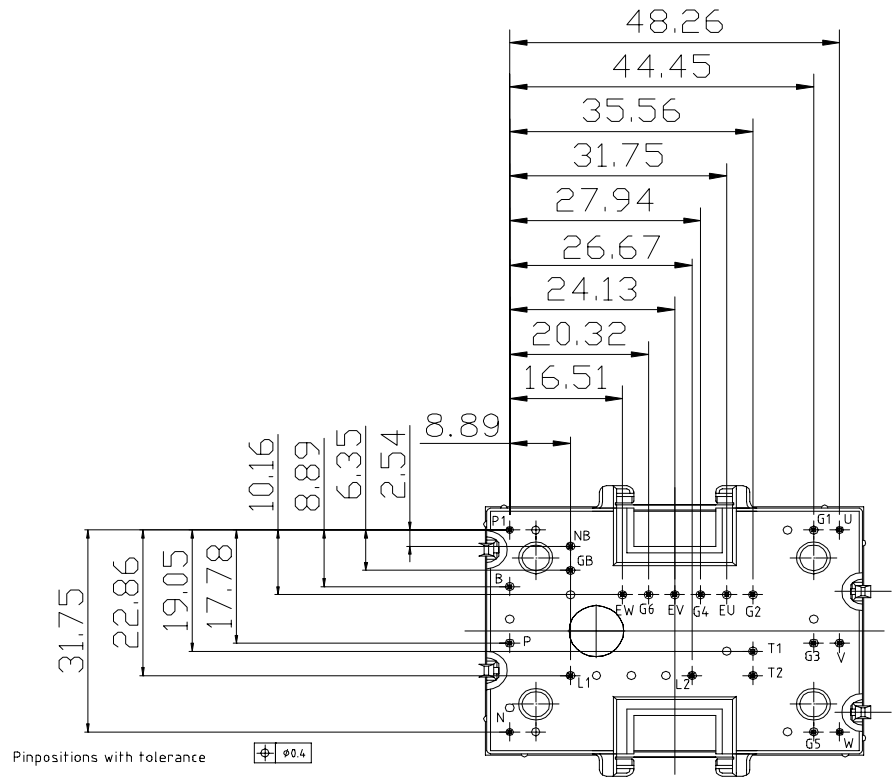 48.26
44.45
35.56
31.75
27.94
26.67
24.13
20.32
16.51
8.89
10.16
8.89
6.35
2.54
31.75
22.86
19.05
17.78
P1
G1 U
NB
GB
B
EW G6 EV G4 EU G2
P
T1
G3 V
L1
L2
T2
N
G5 W
Pinpositions with tolerance
⌖ ⌀0.4